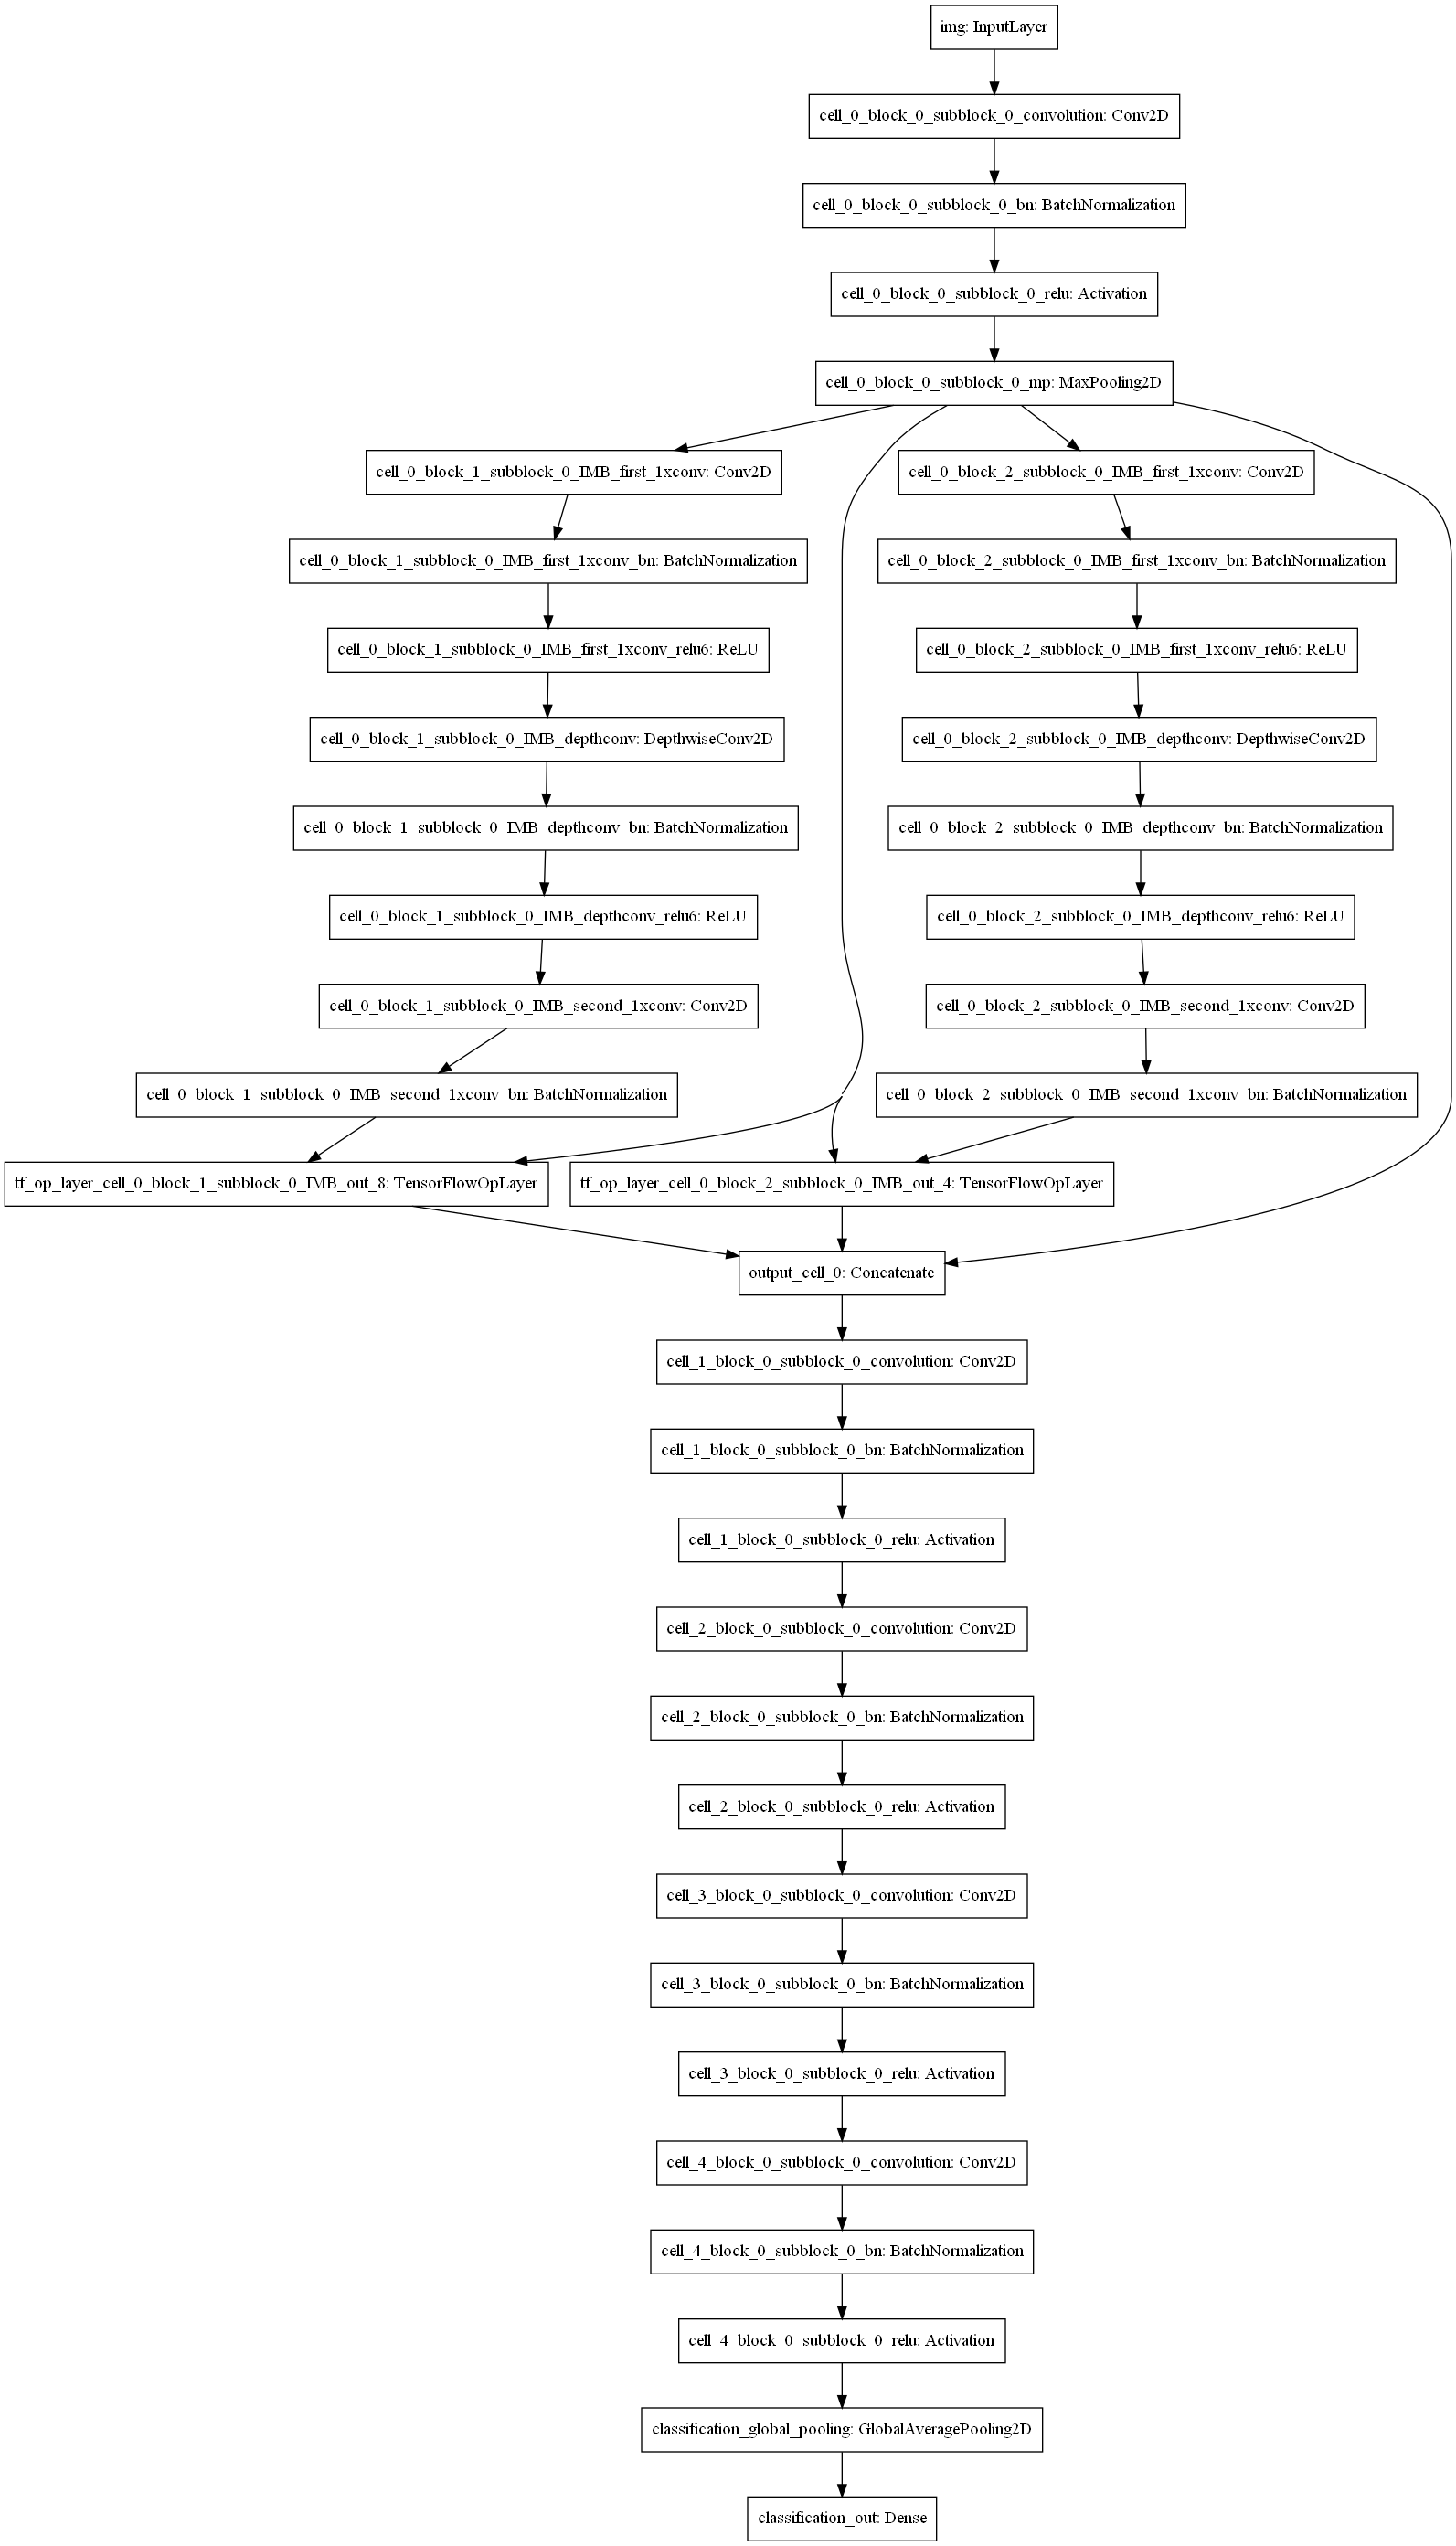 img: InputLayer
cell_0_block_0_subblock_0_convolution: Conv2D
cell_0_block_0_subblock_0_bn: BatchNormalization
cell_0_block_0_subblock_0_relu: Activation
cell_0_block_0_subblock_0_mp: MaxPooling2D
cell_0_block_1_subblock_0_IMB_first_1xconv: Conv2D
cell_0_block_2_subblock_0_IMB_first_1xconv: Conv2D
cell_0_block_1_subblock_0_IMB_first_1xconv_bn: BatchNormalization
cell_0_block_2_subblock_0_IMB_first_1xconv_bn: BatchNormalization
cell_0_block_1_subblock_0_IMB_first_1xconv_relu6: ReLU
cell_0_block_2_subblock_0_IMB_first_1xconv_relu6: ReLU
cell_0_block_1_subblock_0_IMB_depthconv: DepthwiseConv2D
cell_0_block_2_subblock_0_IMB_depthconv: DepthwiseConv2D
cell_0_block_1_subblock_0_IMB_depthconv_bn: BatchNormalization
cell_0_block_2_subblock_0_IMB_depthconv_bn: BatchNormalization
cell_0_block_1_subblock_0_IMB_depthconv_relu6: ReLU
cell_0_block_2_subblock_0_IMB_depthconv_relu6: ReLU
cell_0_block_1_subblock_0_IMB_second_1xconv: Conv2D
cell_0_block_2_subblock_0_IMB_second_1xconv: Conv2D
cell_0_block_1_subblock_0_IMB_second_1xconv_bn: BatchNormalization
cell_0_block_2_subblock_0_IMB_second_1xconv_bn: BatchNormalization
tf_op_layer_cell_0_block_1_subblock_0_IMB_out_8: TensorFlowOpLayer
tf_op_layer_cell_0_block_2_subblock_0_IMB_out_4: TensorFlowOpLayer
output_cell_0: Concatenate
cell_1_block_0_subblock_0_convolution: Conv2D
cell_1_block_0_subblock_0_bn: BatchNormalization
cell_1_block_0_subblock_0_relu: Activation
cell_2_block_0_subblock_0_convolution: Conv2D
cell_2_block_0_subblock_0_bn: BatchNormalization
cell_2_block_0_subblock_0_relu: Activation
cell_3_block_0_subblock_0_convolution: Conv2D
cell_3_block_0_subblock_0_bn: BatchNormalization
cell_3_block_0_subblock_0_relu: Activation
cell_4_block_0_subblock_0_convolution: Conv2D
cell_4_block_0_subblock_0_bn: BatchNormalization
cell_4_block_0_subblock_0_relu: Activation
classification_global_pooling: GlobalAveragePooling2D
classification_out: Dense